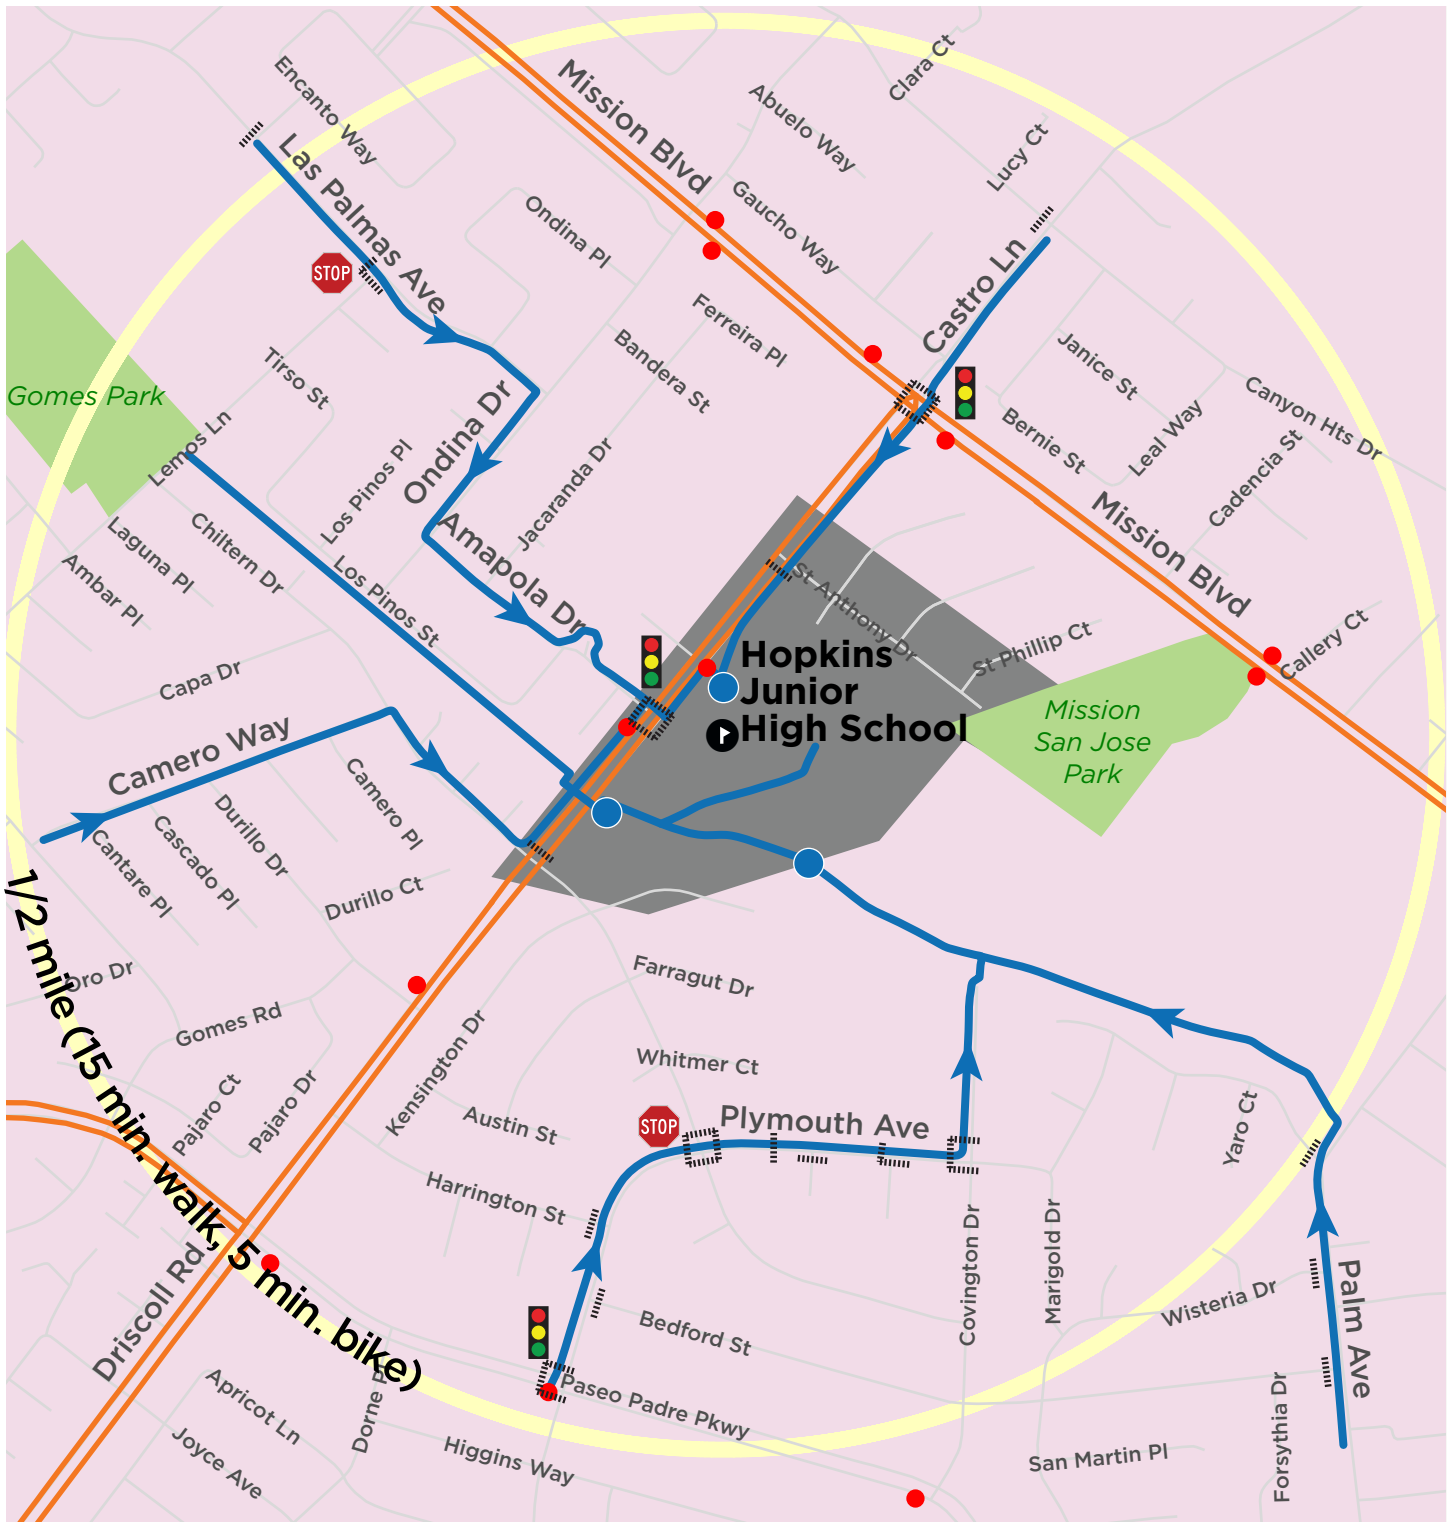 Clara Ct
Encanto Way
Mission Blvd
Abuelo Way
Lucy Ct
Las Palmas Ave
Gaucho Way
Ondina Pl
STOP
Castro Ln
Ferreira Pl
Bandera St
Janice St
Tirso St
Gomes Park
Canyon Hts Dr
Leal Way
Bernie St
Cadencia St
Lemos Ln
Ondina Dr
Los Pinos Pl
Jacaranda Dr
Mission Blvd
Laguna Pl
Chiltern Dr
Amapola Dr
Ambar Pl
Los Pinos St
St Anthony Dr
St Phillip Ct
Callery Ct
Capa Dr
Hopkins
Junior
High School
Mission
San Jose
Park
Camero Way
Camero Pl
Durillo Dr
Cascado Pl
Cantare Pl
Durillo Ct
1/2 mile (15 min. walk, 5 min. bike)
Oro Dr
Farragut Dr
Gomes Rd
Kensington Dr
Whitmer Ct
Pajaro Ct
Pajaro Dr
Austin St
STOP
Plymouth Ave
Yaro Ct
Harrington St
Covington Dr
Marigold Dr
Driscoll Rd
Wisteria Dr
Palm Ave
Bedford St
Apricot Ln
Dorne Pl
Paseo Padre Pkwy
Joyce Ave
Higgins Way
San Martin Pl
Forsythia Dr